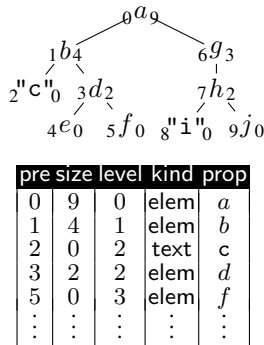 0a9
1b4 6g3
2"c"0 3d2 7h2
4e0 5f0 8"i"0 9j0
pre size level kind prop
0 9 0 elem a
1 4 1 elem b
2 0 2 text c
3 2 2 elem d
5 0 3 elem f
⋮ ⋮ ⋮ ⋮ ⋮